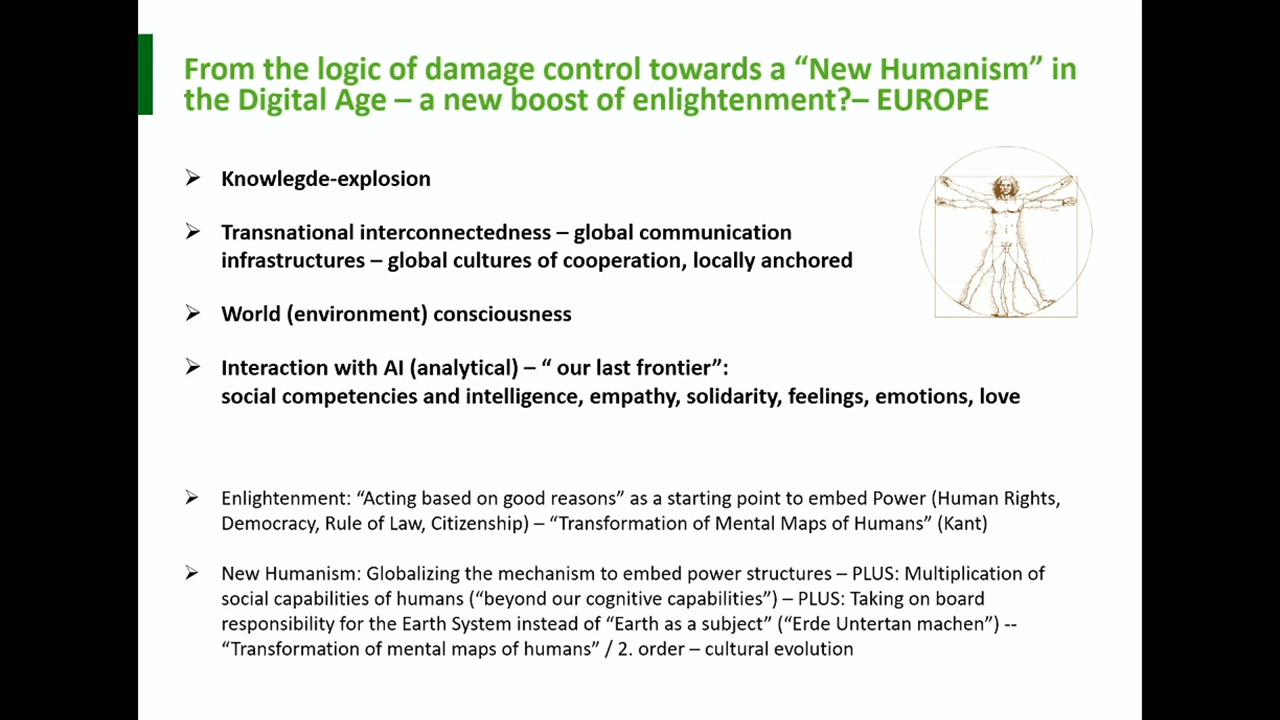 From the logic of damage control towards a “New Humanism” in
the Digital Age – a new boost of enlightenment?– EUROPE
Knowlegde-explosion
Transnational interconnectedness – global communication
infrastructures – global cultures of cooperation, locally anchored
World (environment) consciousness
Interaction with AI (analytical) – “ our last frontier”:
social competencies and intelligence, empathy, solidarity, feelings, emotions, love
Enlightenment: “Acting based on good reasons” as a starting point to embed Power (Human Rights,
Democracy, Rule of Law, Citizenship) – “Transformation of Mental Maps of Humans” (Kant)
New Humanism: Globalizing the mechanism to embed power structures – PLUS: Multiplication of
social capabilities of humans (“beyond our cognitive capabilities”) – PLUS: Taking on board
responsibility for the Earth System instead of “Earth as a subject” (“Erde Untertan machen”) --
“Transformation of mental maps of humans” / 2. order – cultural evolution